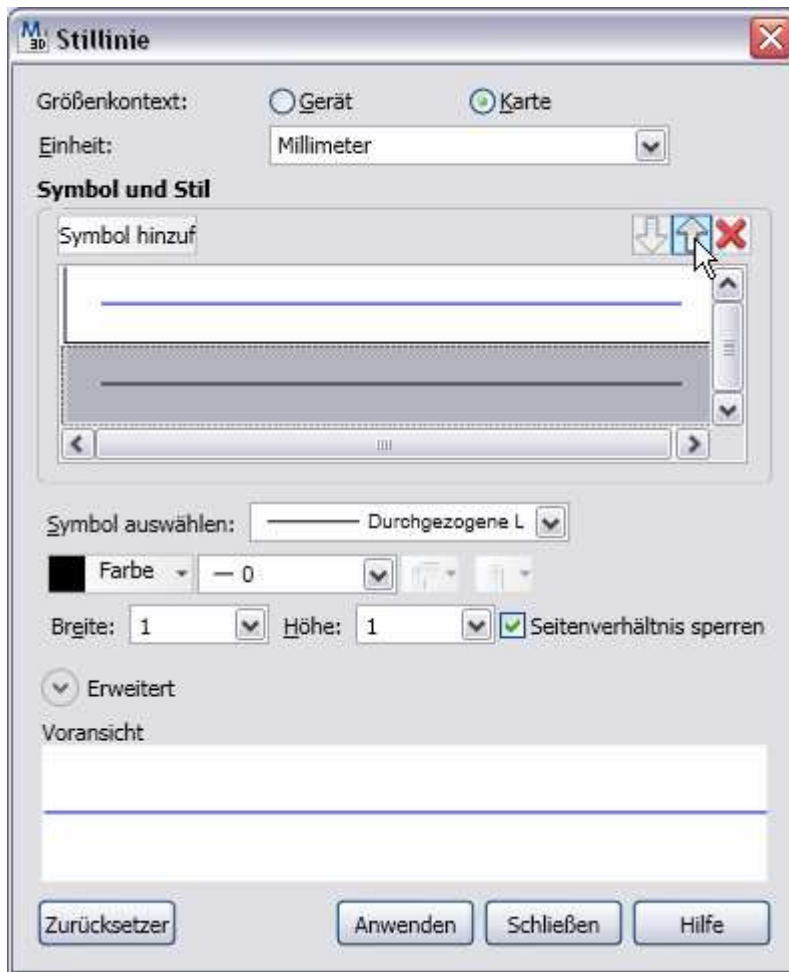 M 3D Stillinie
Größenkontext: Gerät Karte
Einheit: Millimeter
Symbol und Stil
Symbol hinzuf
Symbol auswählen: Durchgezogene L
Farbe 0
Breite: 1 Höhe: 1 Seitenverhältnis sperren
Erweitert
Voransicht
Zurücksetzer Anwenden Schließen Hilfe